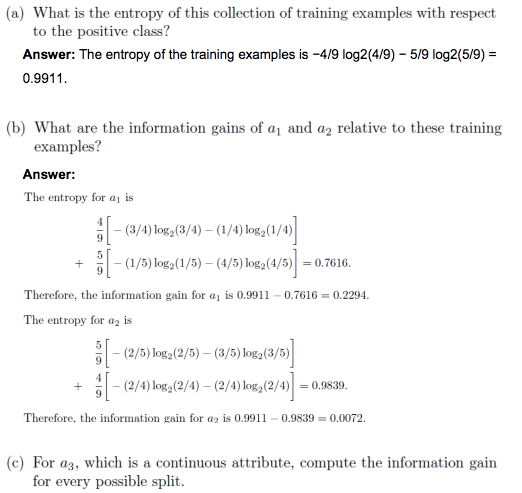 (a) What is the entropy of this collection of training examples with respect
to the positive class?
Answer: The entropy of the training examples is −4/9 log2(4/9) − 5/9 log2(5/9) =
0.9911.
(b) What are the information gains of a₁ and a₂ relative to these training
examples?
Answer:
The entropy for a₁ is
4/9 [ − (3/4) log₂(3/4) − (1/4) log₂(1/4) ]
+ 5/9 [ − (1/5) log₂(1/5) − (4/5) log₂(4/5) ] = 0.7616.
Therefore, the information gain for a₁ is 0.9911 − 0.7616 = 0.2294.
The entropy for a₂ is
5/9 [ − (2/5) log₂(2/5) − (3/5) log₂(3/5) ]
+ 4/9 [ − (2/4) log₂(2/4) − (2/4) log₂(2/4) ] = 0.9839.
Therefore, the information gain for a₂ is 0.9911 − 0.9839 = 0.0072.
(c) For a₃, which is a continuous attribute, compute the information gain
for every possible split.